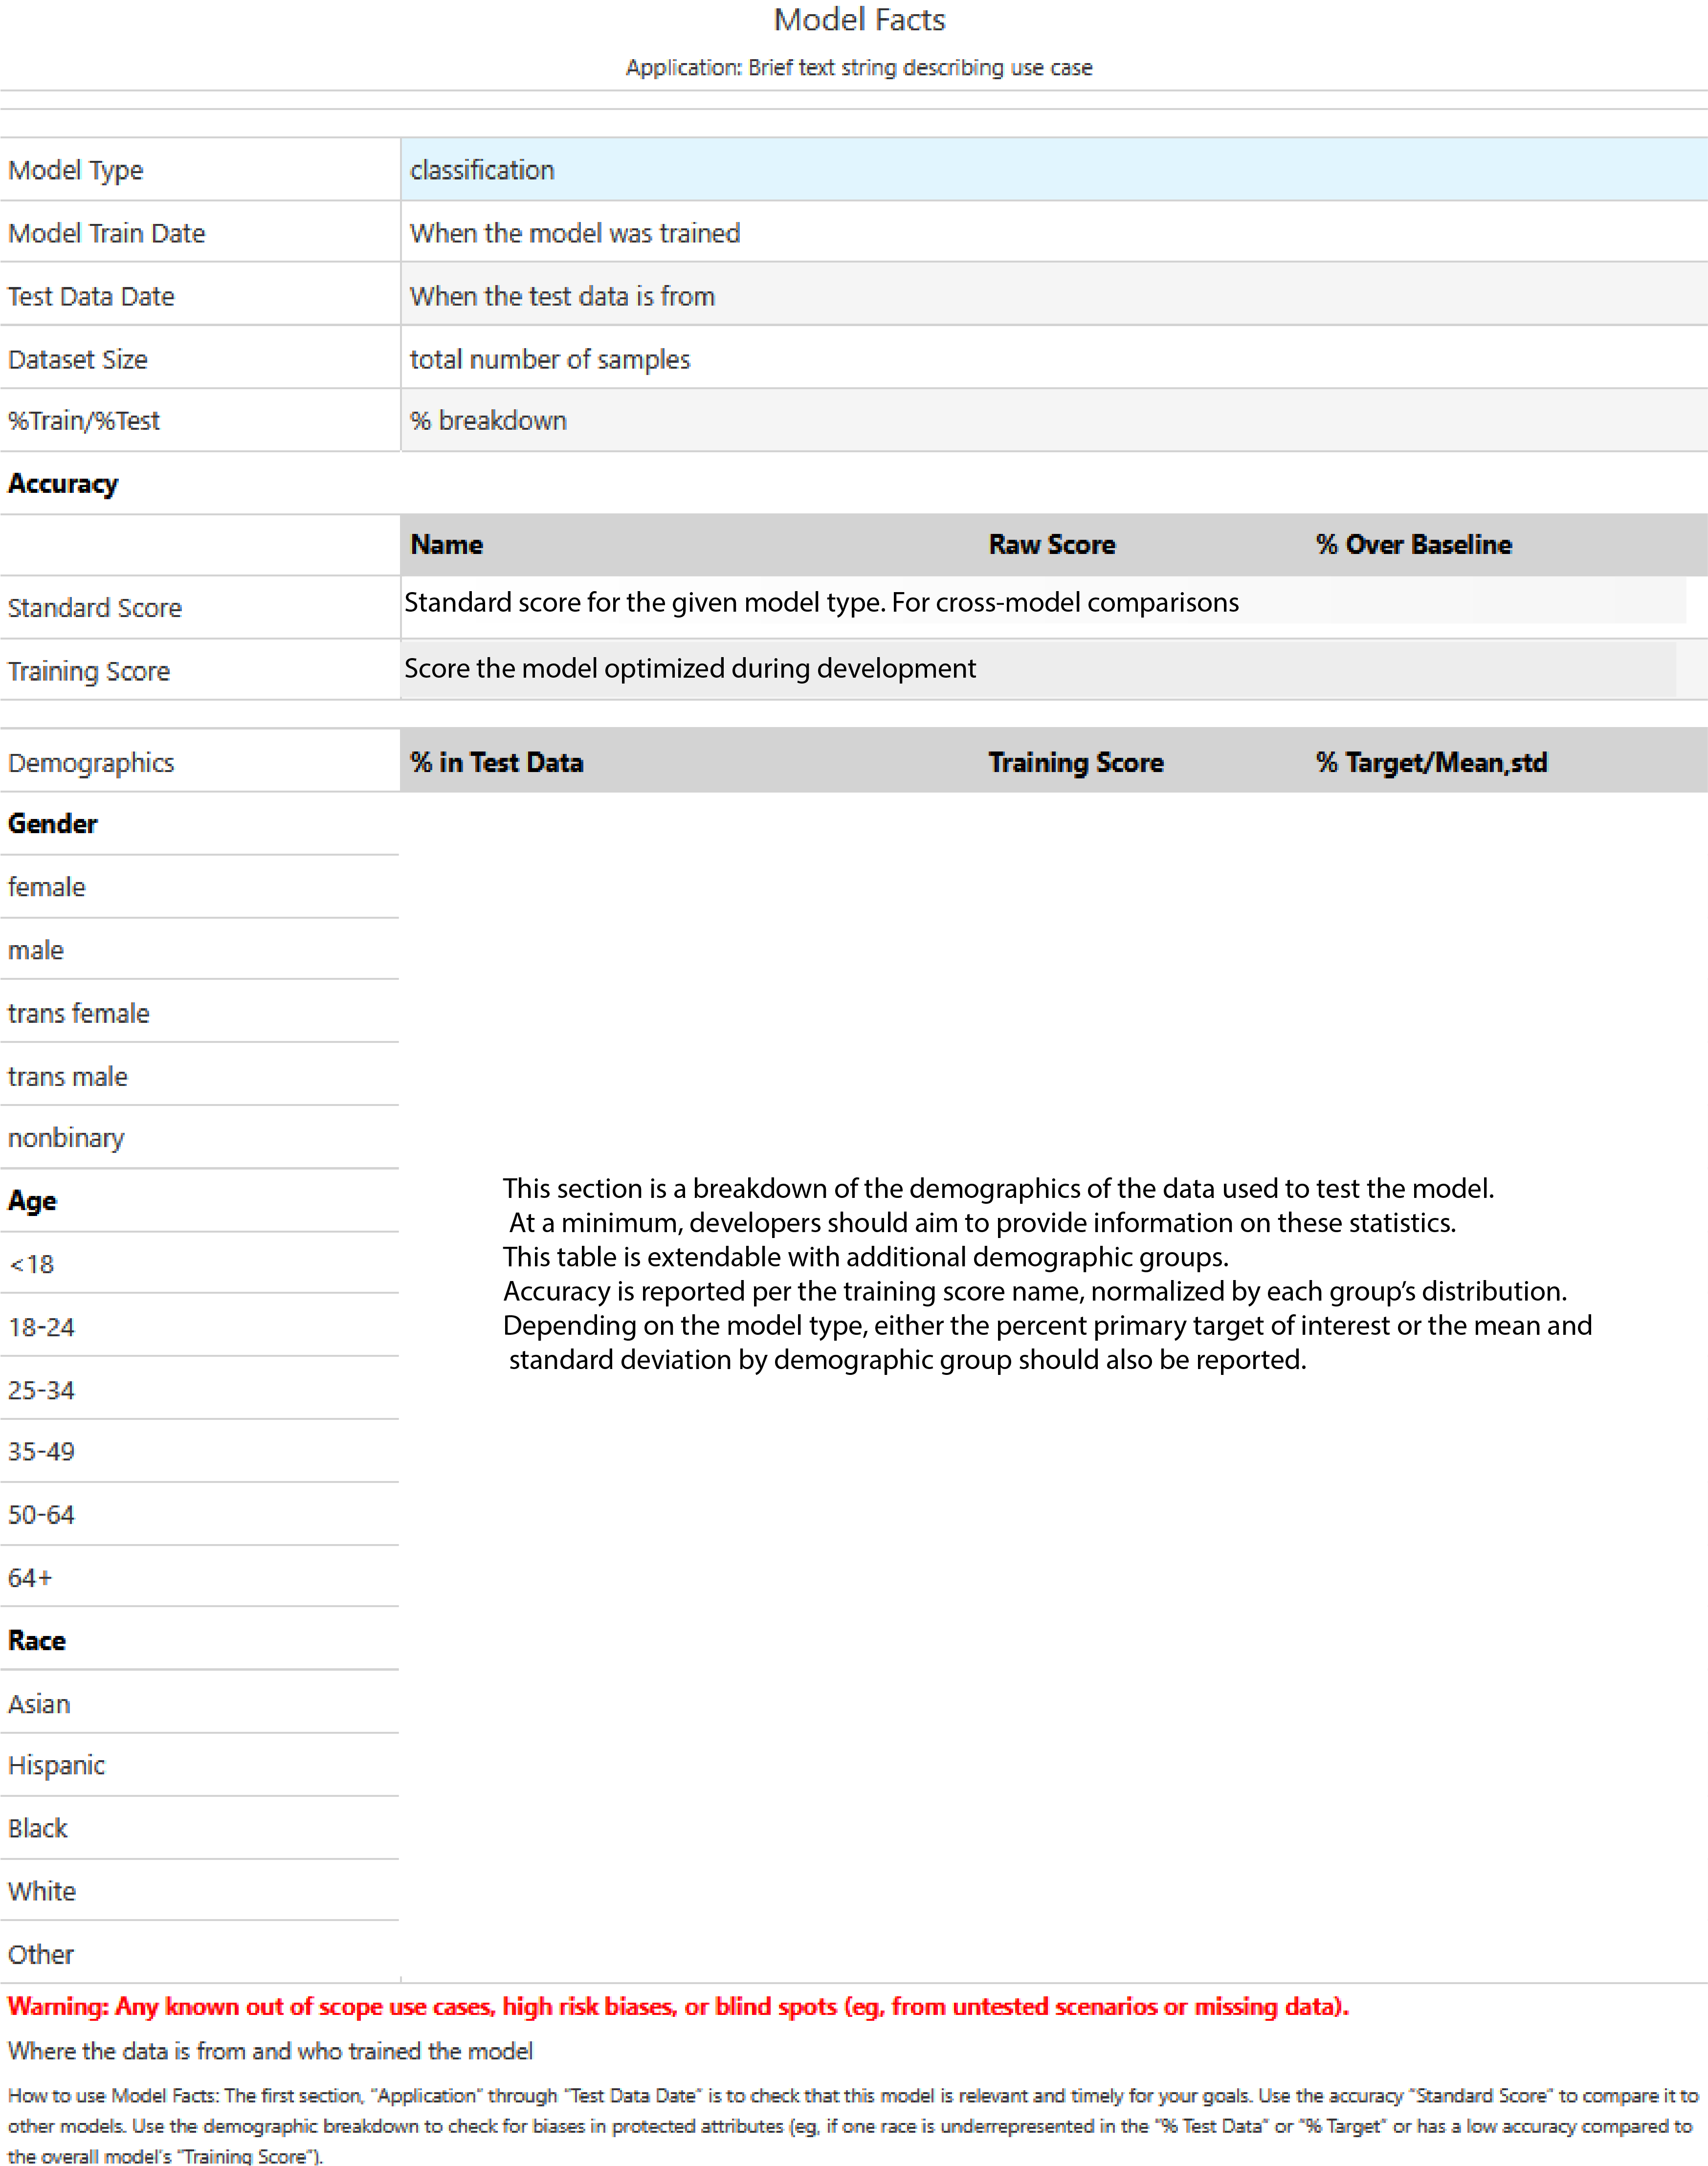 Model Facts
Application: Brief text string describing use case
Model Type classification
Model Train Date When the model was trained
Test Data Date When the test data is from
Dataset Size total number of samples
%Train/%Test % breakdown
Accuracy
Name Raw Score % Over Baseline
Standard Score Standard score for the given model type. For cross-model comparisons
Training Score Score the model optimized during development
Demographics % in Test Data Training Score % Target/Mean,std
Gender
female
male
trans female
trans male
nonbinary
Age
<18
18-24
25-34
35-49
50-64
64+
Race
Asian
Hispanic
Black
White
Other
This section is a breakdown of the demographics of the data used to test the model.
At a minimum, developers should aim to provide information on these statistics.
This table is extendable with additional demographic groups.
Accuracy is reported per the training score name, normalized by each group’s distribution.
Depending on the model type, either the percent primary target of interest or the mean and
standard deviation by demographic group should also be reported.
Warning: Any known out of scope use cases, high risk biases, or blind spots (eg, from untested scenarios or missing data).
Where the data is from and who trained the model
How to use Model Facts: The first section, "Application" through "Test Data Date" is to check that this model is relevant and timely for your goals. Use the accuracy "Standard Score" to compare it to
other models. Use the demographic breakdown to check for biases in protected attributes (eg, if one race is underrepresented in the "% Test Data" or "% Target" or has a low accuracy compared to
the overall model's "Training Score").